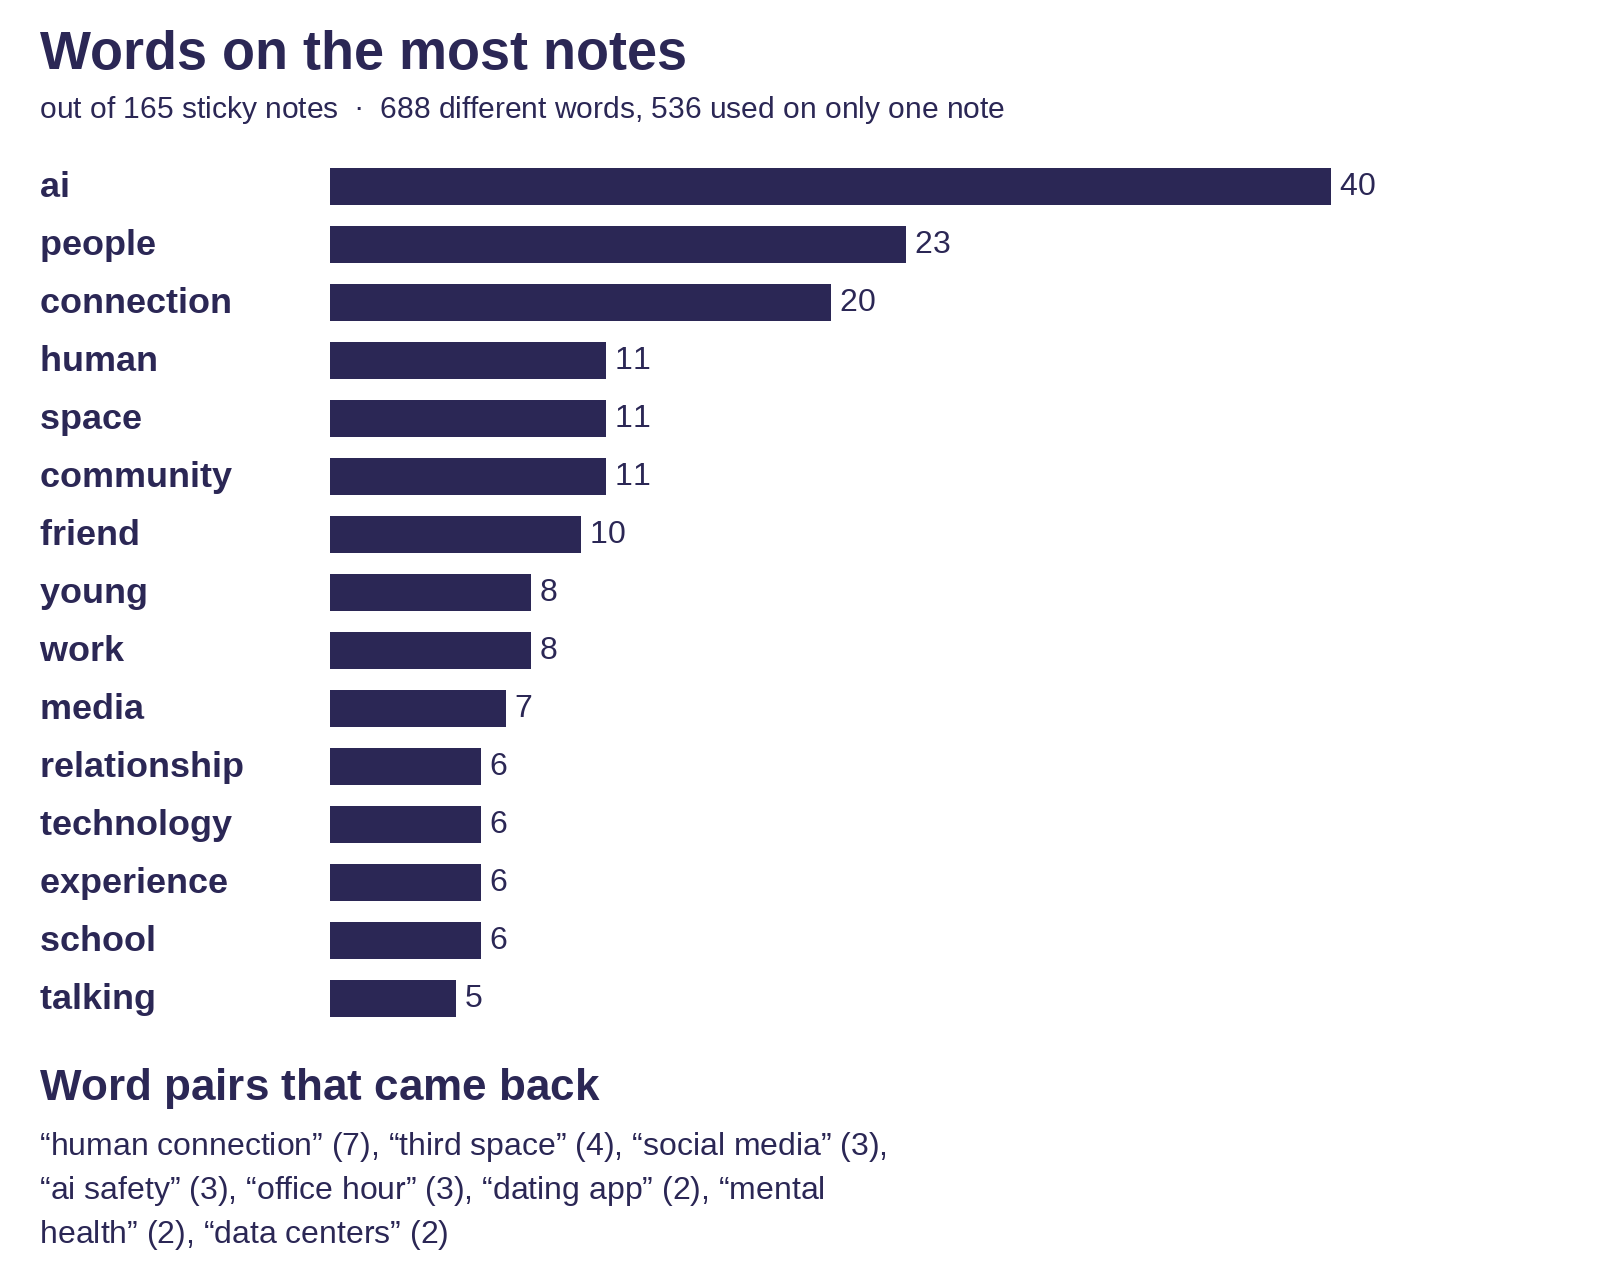 Words on the most notes
out of 165 sticky notes · 688 different words, 536 used on only one note
ai 40
people 23
connection 20
human 11
space 11
community 11
friend 10
young 8
work 8
media 7
relationship 6
technology 6
experience 6
school 6
talking 5
Word pairs that came back
“human connection” (7), “third space” (4), “social media” (3),
“ai safety” (3), “office hour” (3), “dating app” (2), “mental
health” (2), “data centers” (2)